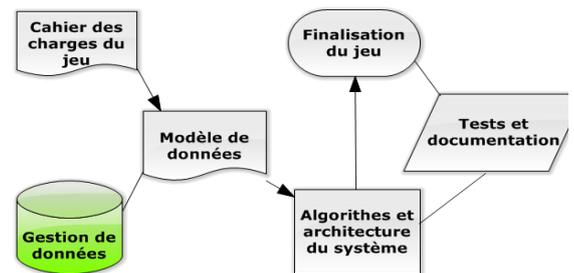 Cahier des
charges du
jeu
Finalisation
du jeu
Modèle de
données
Tests et
documentation
Gestion de
données
Algorithes et
architecture
du système